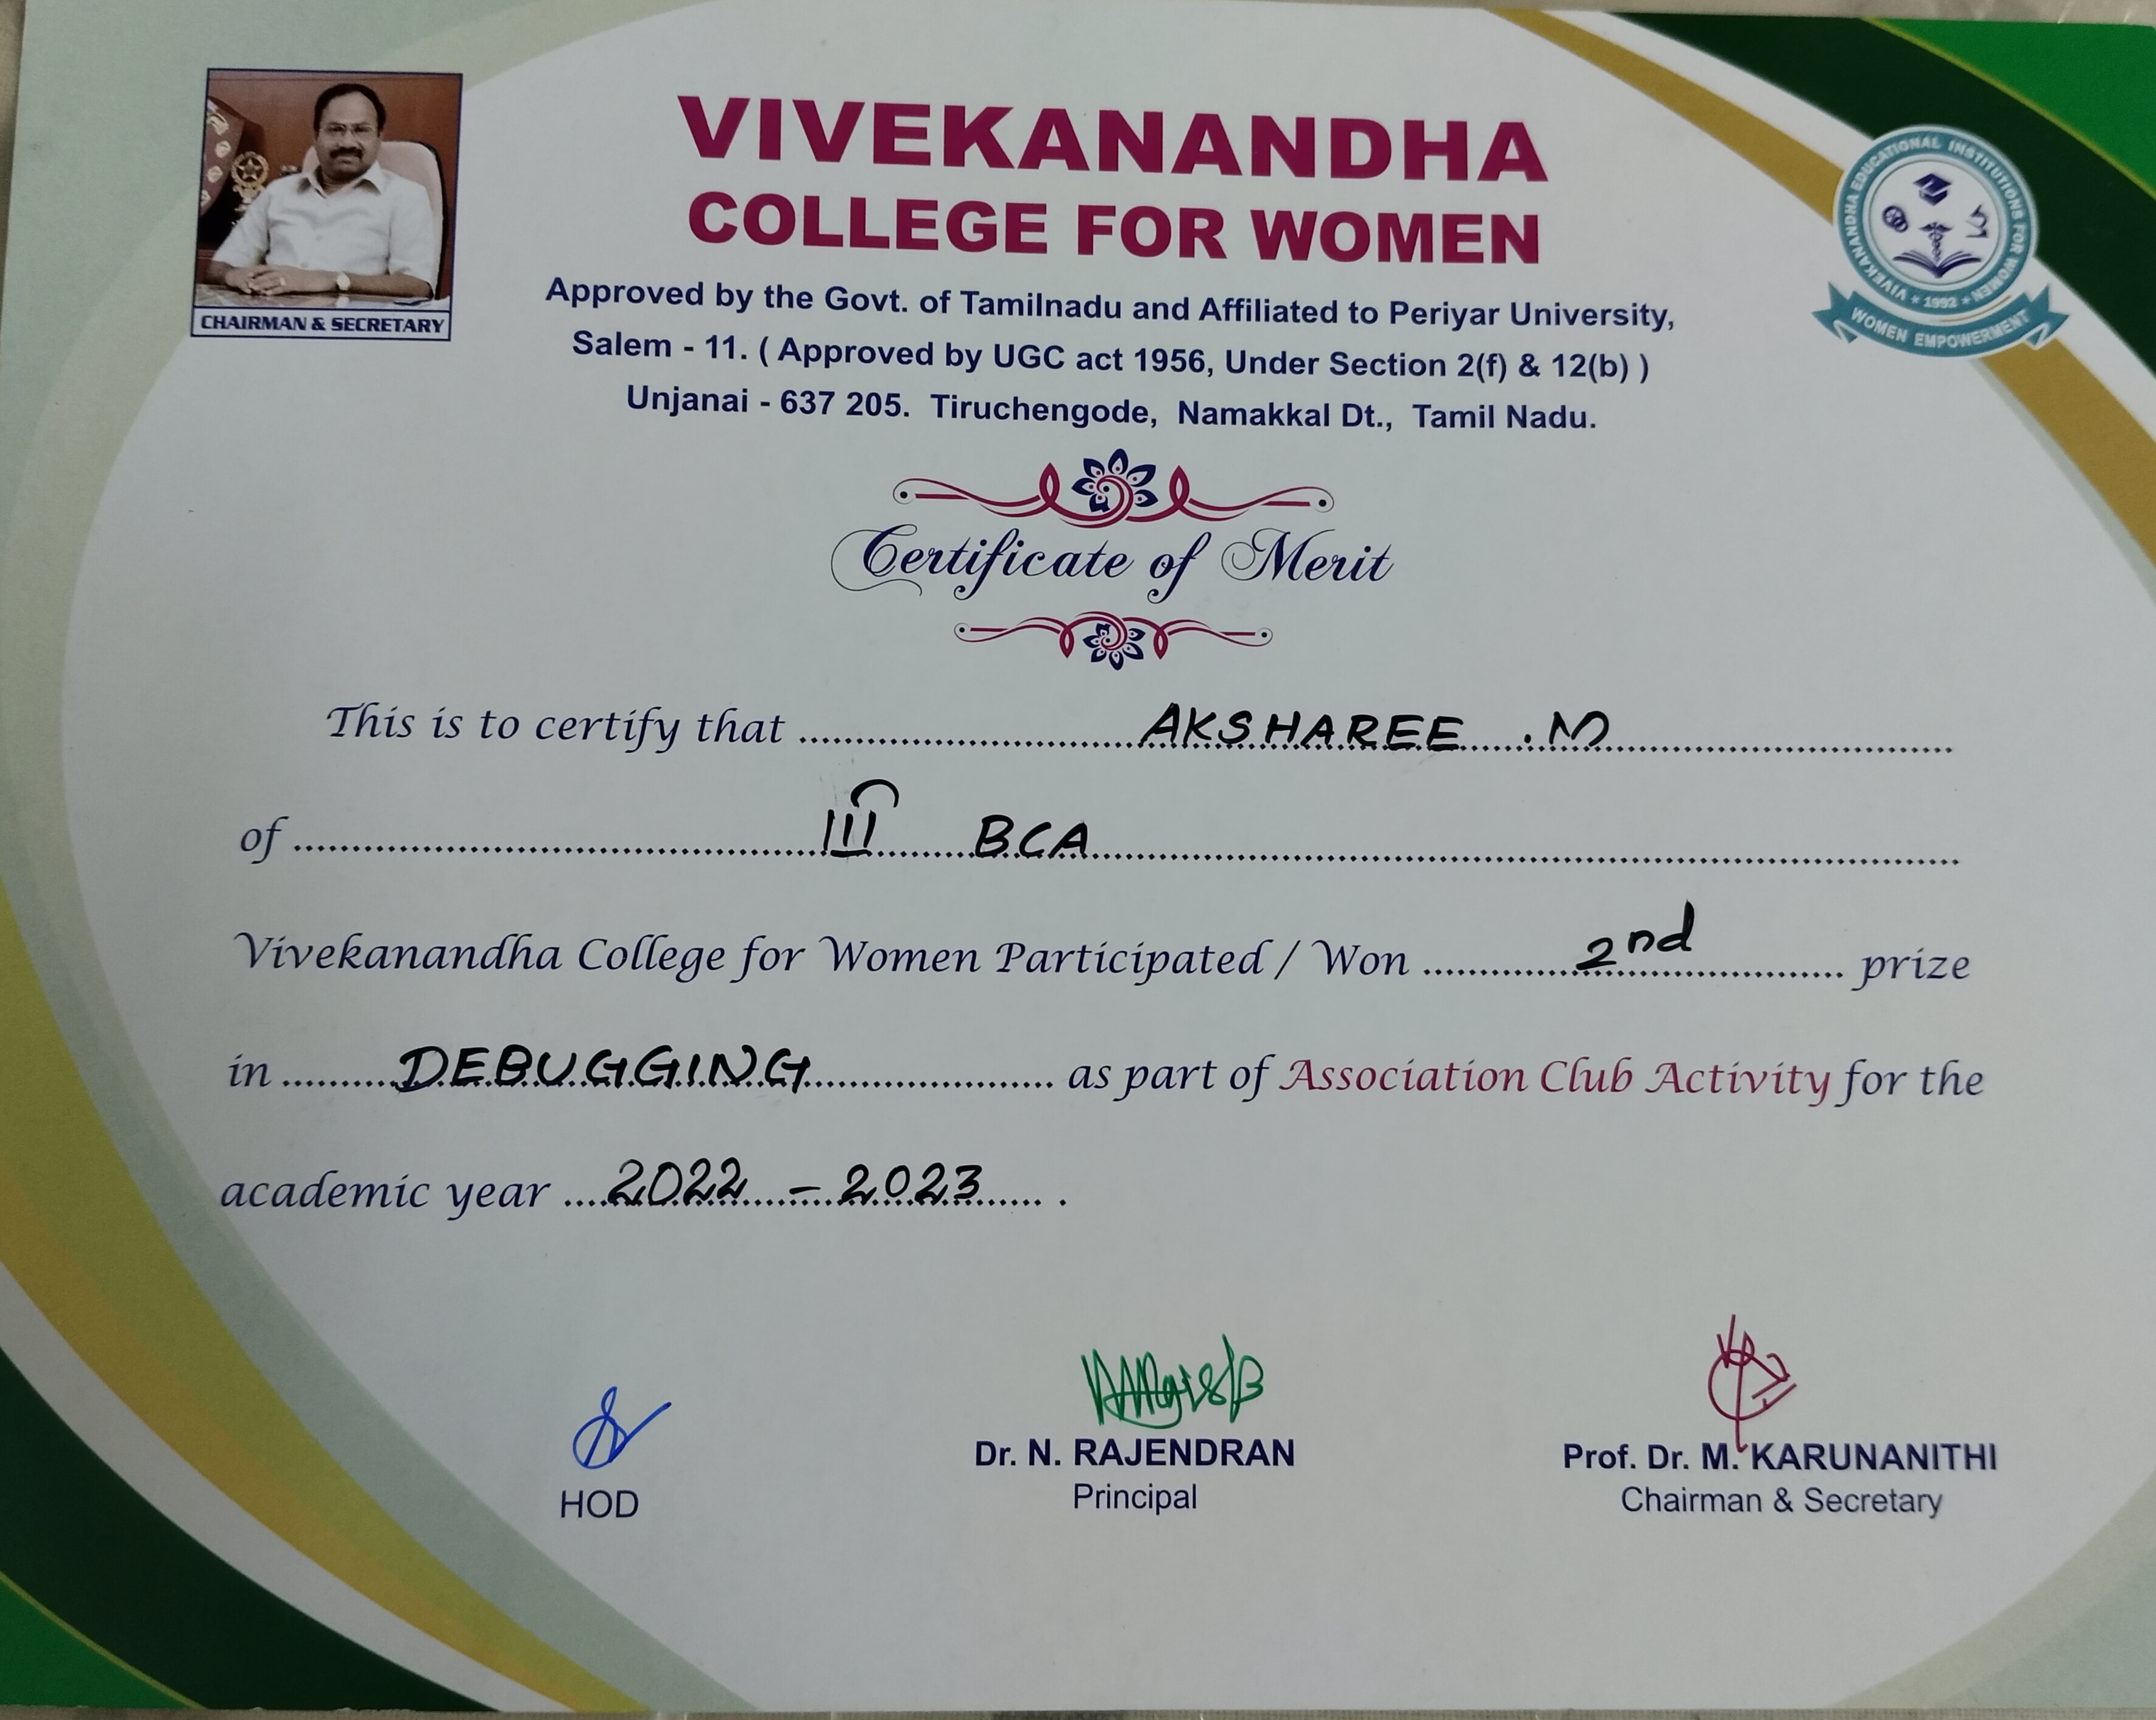 CHAIRMAN & SECRETARY
VIVEKANANDHA
COLLEGE FOR WOMEN
Approved by the Govt. of Tamilnadu and Affiliated to Periyar University,
Salem - 11. ( Approved by UGC act 1956, Under Section 2(f) & 12(b) )
Unjanai - 637 205. Tiruchengode, Namakkal Dt., Tamil Nadu.
VIVEKANANDHA EDUCATIONAL INSTITUTIONS FOR WOMEN
1992
WOMEN EMPOWERMENT
Certificate of Merit
This is to certify that AKSHAREE .M
of III BCA
Vivekanandha College for Women Participated / Won 2nd prize
in DEBUGGING as part of Association Club Activity for the
academic year 2022 - 2023 .
HOD
Dr. N. RAJENDRAN
Principal
Prof. Dr. M. KARUNANITHI
Chairman & Secretary